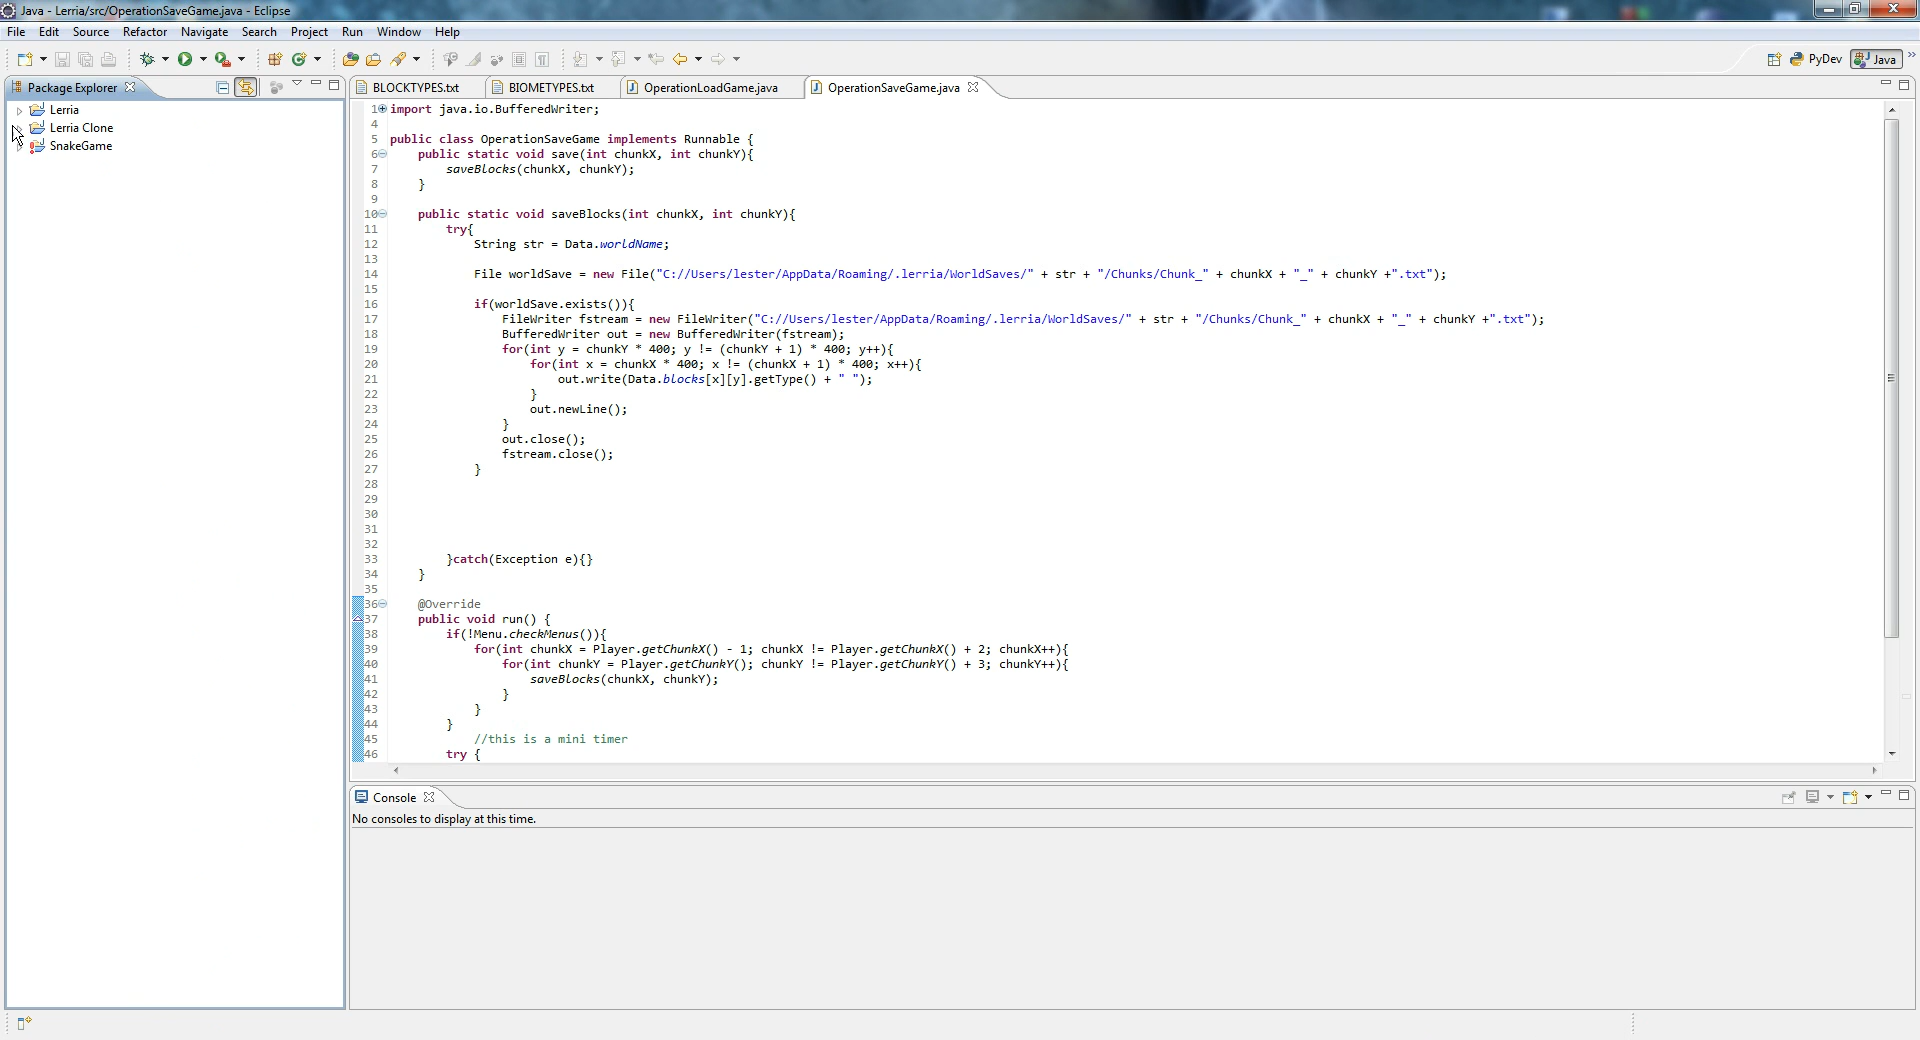 Java - Lerria/src/OperationSaveGame.java - Eclipse
File Edit Source Refactor Navigate Search Project Run Window Help
PyDev Java
Package Explorer
Lerria
Lerria Clone
SnakeGame
BLOCKTYPES.txt BIOMETYPES.txt OperationLoadGame.java OperationSaveGame.java
1 import java.io.BufferedWriter;
4
5 public class OperationSaveGame implements Runnable {
6 public static void save(int chunkX, int chunkY){
7 saveBlocks(chunkX, chunkY);
8 }
9
10 public static void saveBlocks(int chunkX, int chunkY){
11 try{
12 String str = Data.worldName;
13
14 File worldSave = new File("C://Users/lester/AppData/Roaming/.lerria/WorldSaves/" + str + "/Chunks/Chunk_" + chunkX + "_" + chunkY +".txt");
15
16 if(worldSave.exists()){
17 FileWriter fstream = new FileWriter("C://Users/lester/AppData/Roaming/.lerria/WorldSaves/" + str + "/Chunks/Chunk_" + chunkX + "_" + chunkY +".txt");
18 BufferedWriter out = new BufferedWriter(fstream);
19 for(int y = chunkY * 400; y != (chunkY + 1) * 400; y++){
20 for(int x = chunkX * 400; x != (chunkX + 1) * 400; x++){
21 out.write(Data.blocks[x][y].getType() + " ");
22 }
23 out.newLine();
24 }
25 out.close();
26 fstream.close();
27 }
28
29
30
31
32
33 }catch(Exception e){}
34 }
35
36 @Override
37 public void run() {
38 if(!Menu.checkMenus()){
39 for(int chunkX = Player.getChunkX() - 1; chunkX != Player.getChunkX() + 2; chunkX++){
40 for(int chunkY = Player.getChunkY(); chunkY != Player.getChunkY() + 3; chunkY++){
41 saveBlocks(chunkX, chunkY);
42 }
43 }
44 }
45 //this is a mini timer
46 try {
Console
No consoles to display at this time.